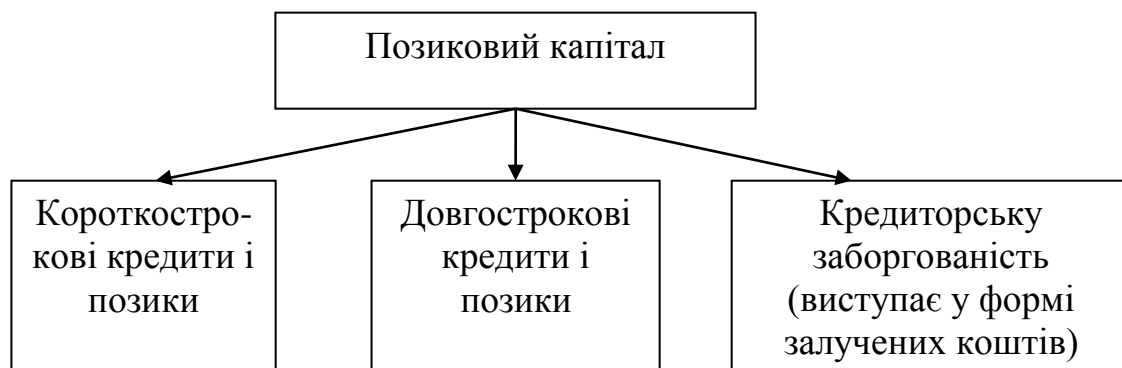 Позиковий капітал
Короткостро-
кові кредити і
позики
Довгострокові
кредити і
позики
Кредиторську
заборгованість
(виступає у формі
залучених коштів)